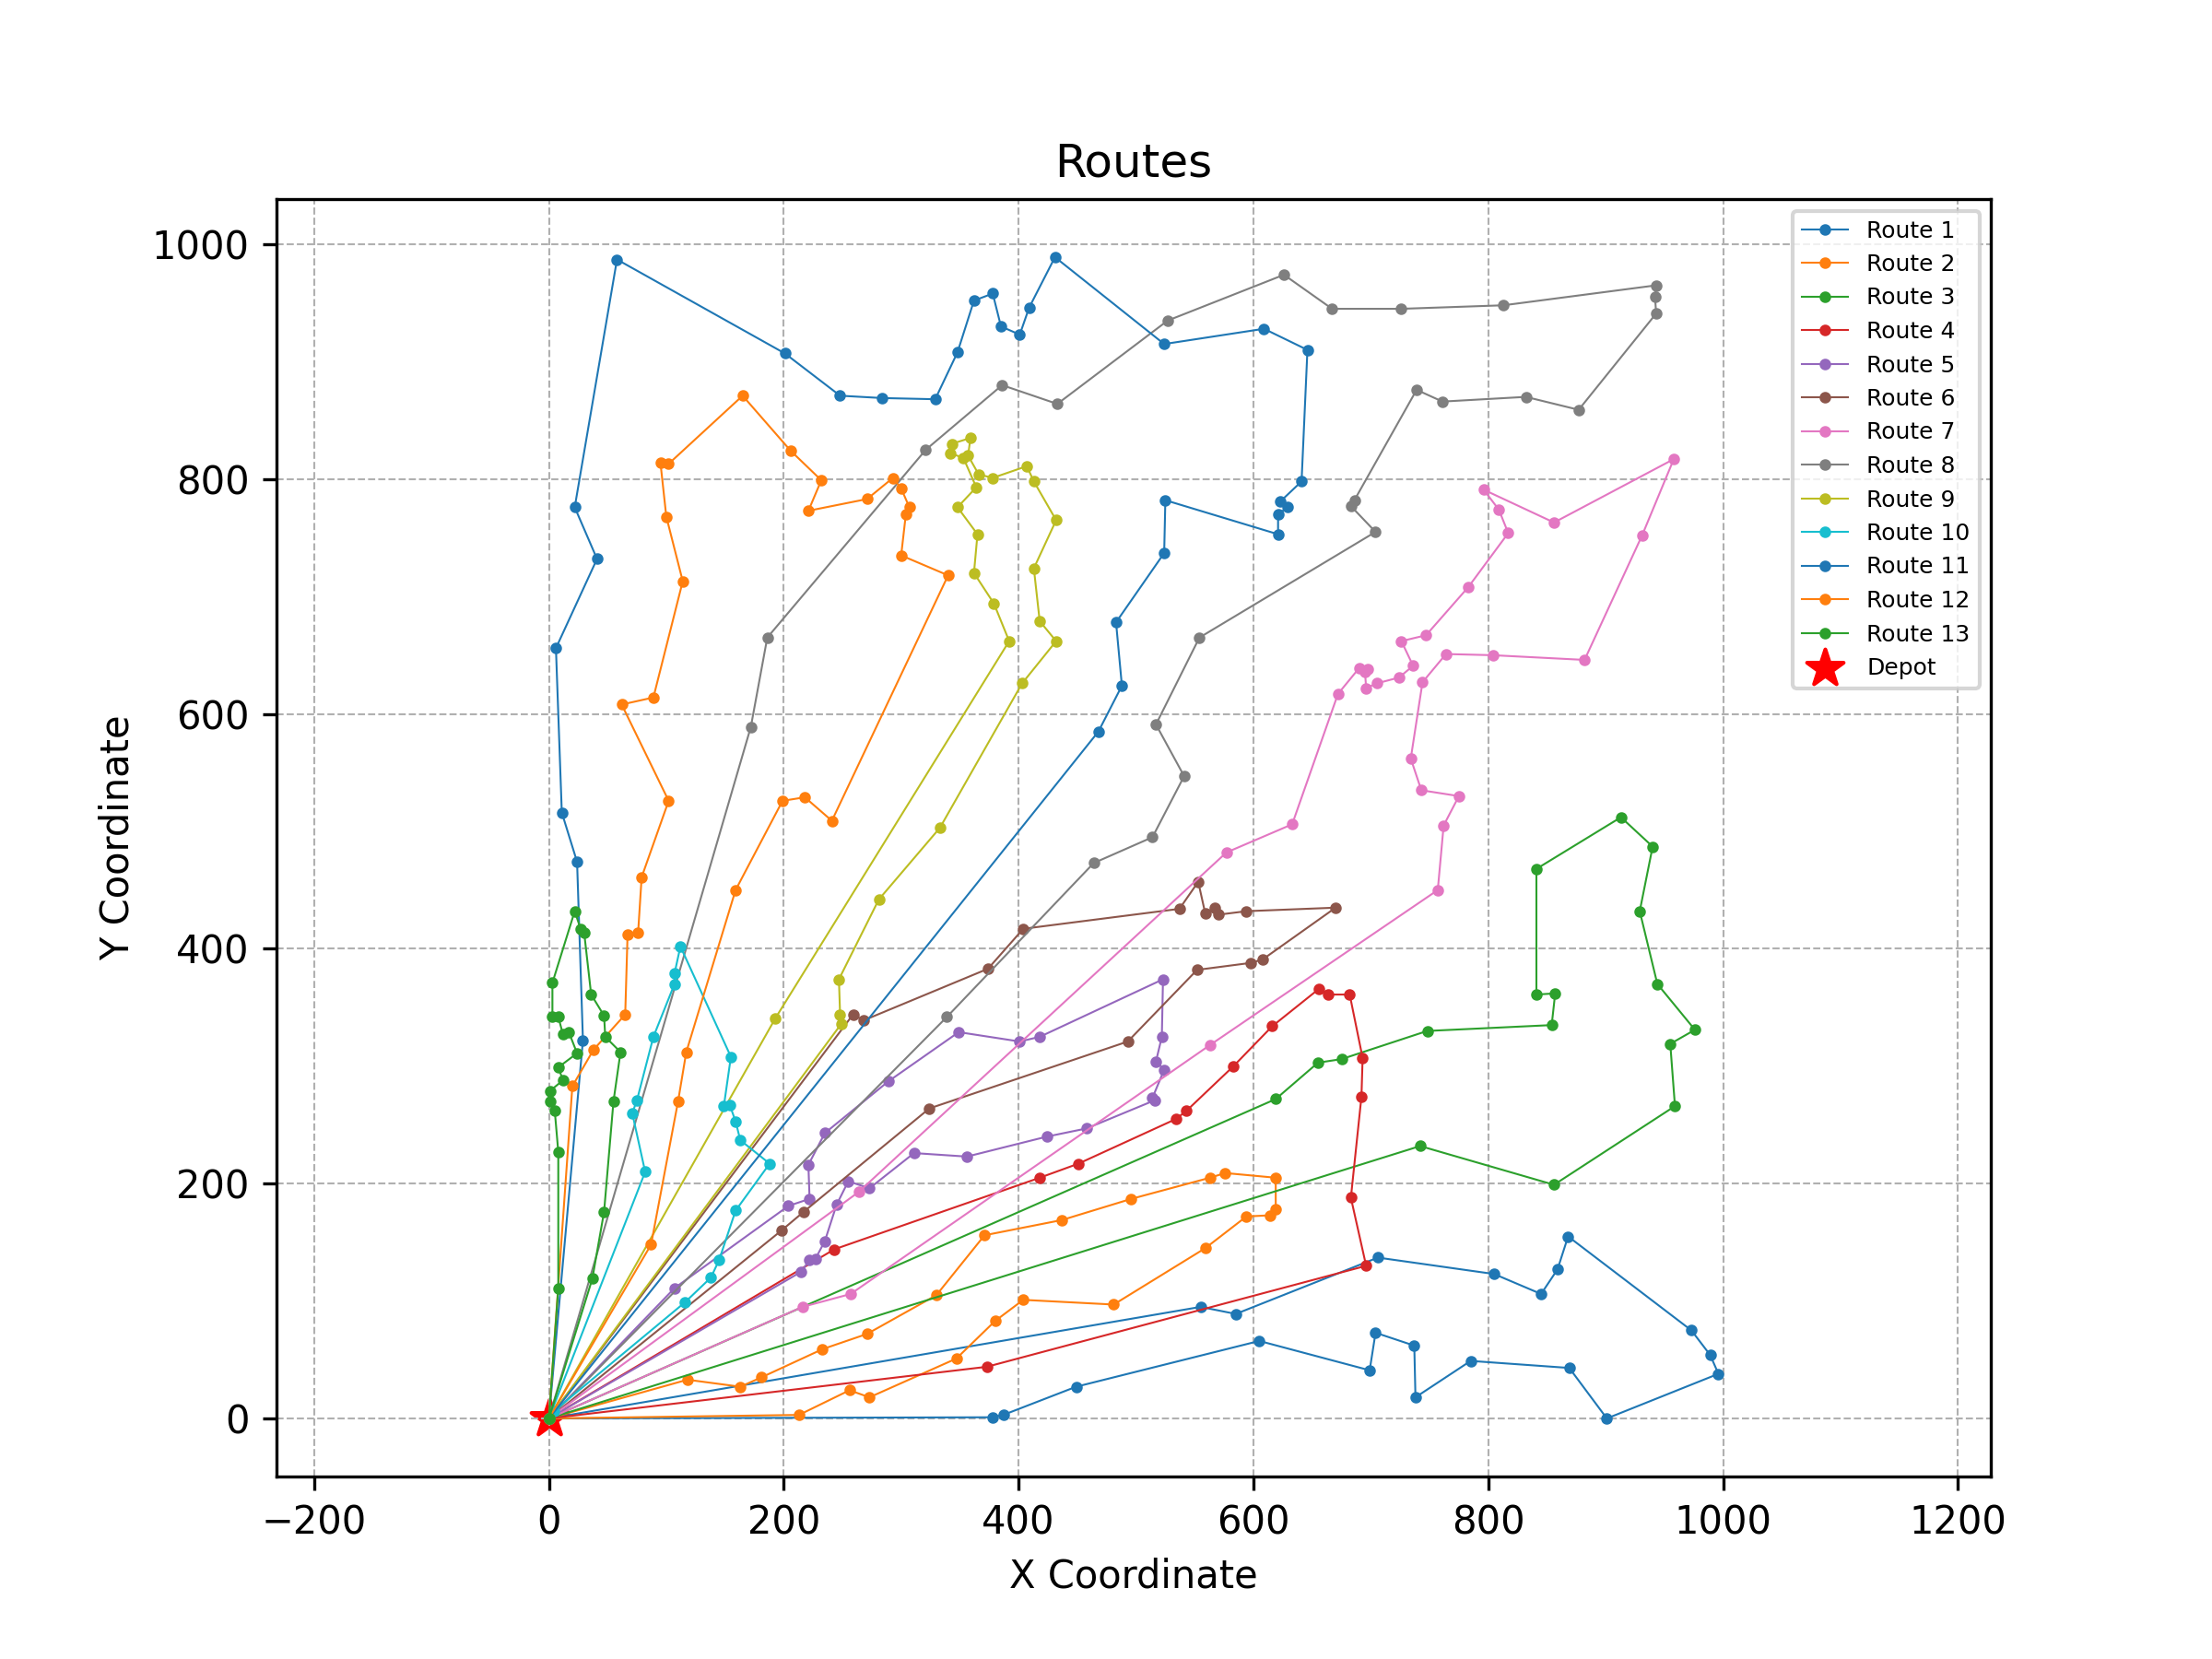 Routes
1000
800
600
400
200
0
Y Coordinate
−200 0 200 400 600 800 1000 1200
X Coordinate
Route 1
Route 2
Route 3
Route 4
Route 5
Route 6
Route 7
Route 8
Route 9
Route 10
Route 11
Route 12
Route 13
Depot